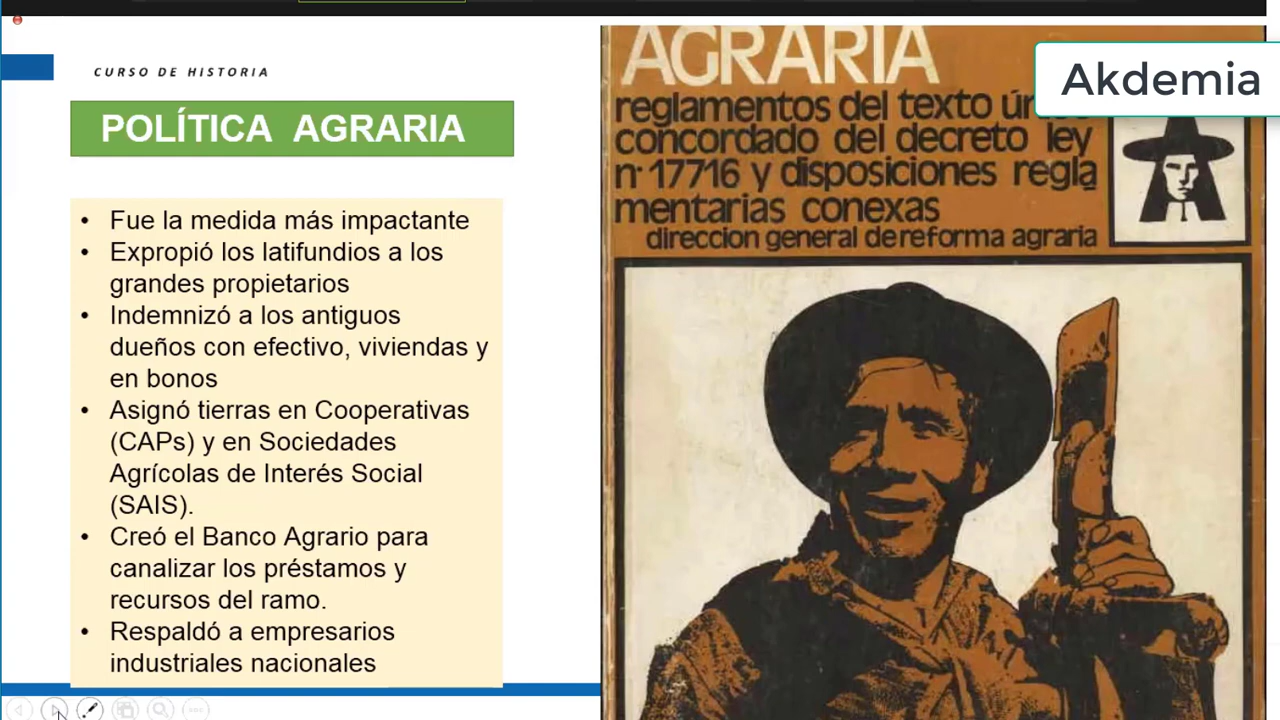 CURSO DE HISTORIA
POLÍTICA AGRARIA
• Fue la medida más impactante
• Expropió los latifundios a los
grandes propietarios
• Indemnizó a los antiguos
dueños con efectivo, viviendas y
en bonos
• Asignó tierras en Cooperativas
(CAPs) y en Sociedades
Agrícolas de Interés Social
(SAIS).
• Creó el Banco Agrario para
canalizar los préstamos y
recursos del ramo.
• Respaldó a empresarios
industriales nacionales
AGRARIA
reglamentos del texto
concordado del decreto ley
n· 17716 y disposiciones regla
mentarias conexas
direccion general de reforma agraria
Akdemia